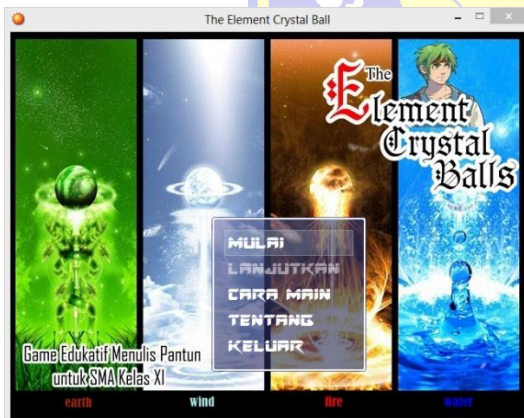 The Element Crystal Ball
The
Element
Crystal
Balls
MULAI
LANJUTKAN
CARA MAIN
TENTANG
KELUAR
Game Edukatif Menulis Pantun
untuk SMA Kelas XI
earth wind fire water